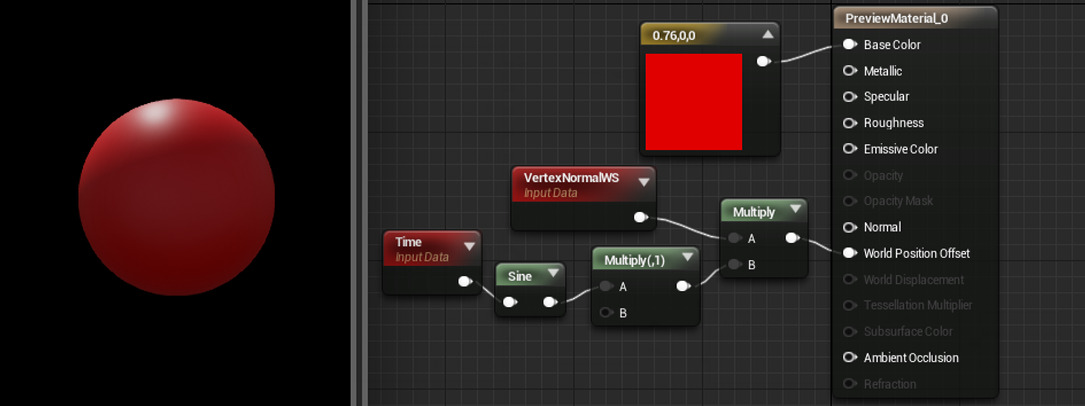 PreviewMaterial_0
0.76,0,0
Base Color
Metallic
Specular
Roughness
Emissive Color
Opacity
Opacity Mask
Normal
World Position Offset
World Displacement
Tessellation Multiplier
Subsurface Color
Ambient Occlusion
Refraction
VertexNormalWS
Input Data
Multiply
A
B
Time
Input Data
Sine
Multiply(,1)
A
B